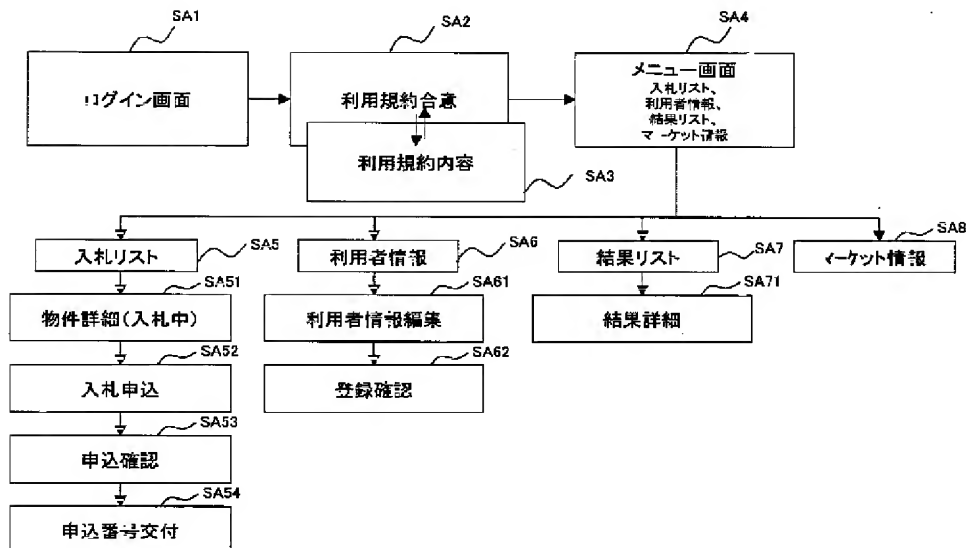 SA1
SA2
SA4
ログイン画面
利用規約合意
メニュー画面
入札リスト、
利用者情報、
結果リスト、
マーケット情報
利用規約内容
SA3
入札リスト
SA5
利用者情報
SA6
結果リスト
SA7
マーケット情報
SA8
SA51
SA61
SA71
物件詳細(入札中)
利用者情報編集
結果詳細
SA52
SA62
入札申込
登録確認
SA53
申込確認
SA54
申込番号交付